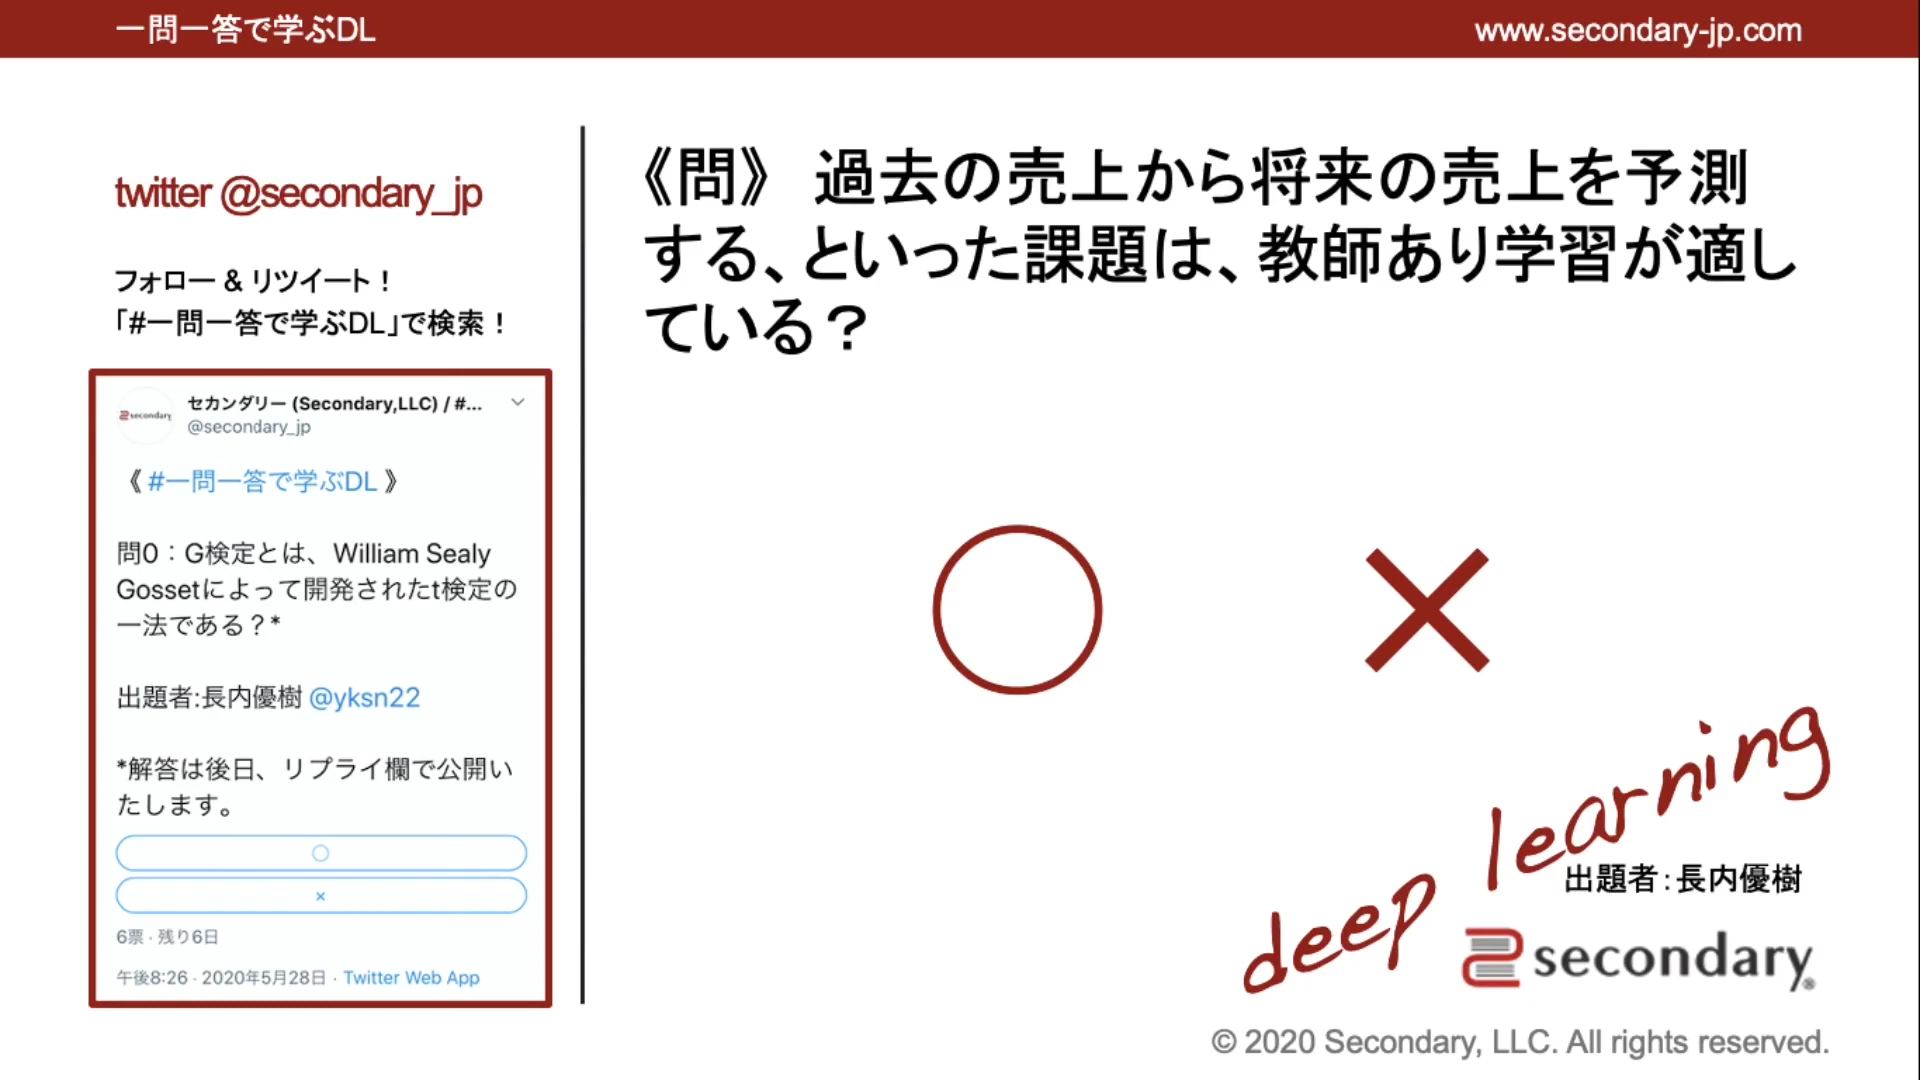 一問一答で学ぶDL
www.secondary-jp.com
twitter @secondary_jp
フォロー & リツイート！
「#一問一答で学ぶDL」で検索！
secondary
セカンダリー (Secondary,LLC) / #...
@secondary_jp
《 #一問一答で学ぶDL 》
問0：G検定とは、William Sealy
Gossetによって開発されたt検定の
一法である？*
出題者:長内優樹 @yksn22
*解答は後日、リプライ欄で公開い
たします。
○
×
6票 · 残り6日
午後8:26 · 2020年5月28日 · Twitter Web App
《問》 過去の売上から将来の売上を予測
する、といった課題は、教師あり学習が適し
ている？
○ ×
deep learning
出題者：長内優樹
secondary®
© 2020 Secondary, LLC. All rights reserved.